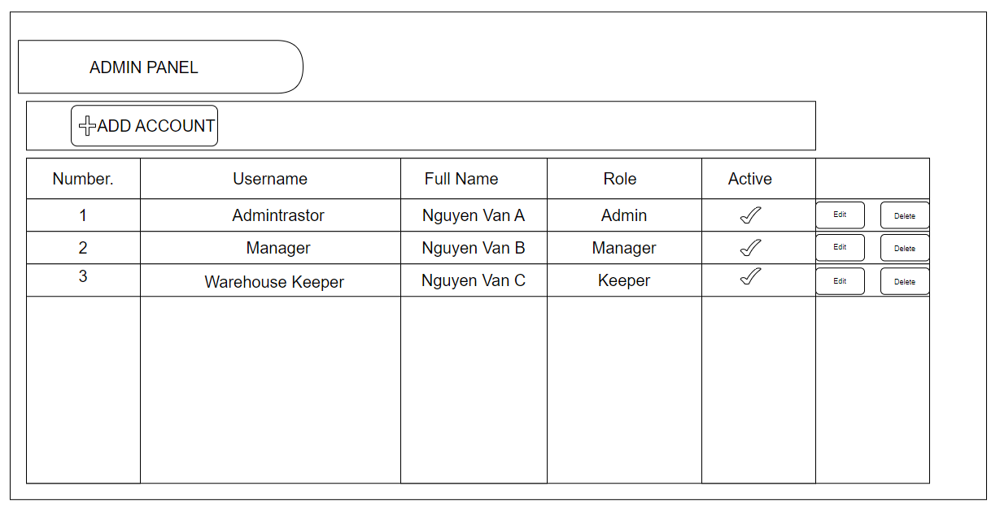 ADMIN PANEL
ADD ACCOUNT
Number. Username Full Name Role Active
1 Admintrastor Nguyen Van A Admin Edit Delete
2 Manager Nguyen Van B Manager Edit Delete
3 Warehouse Keeper Nguyen Van C Keeper Edit Delete